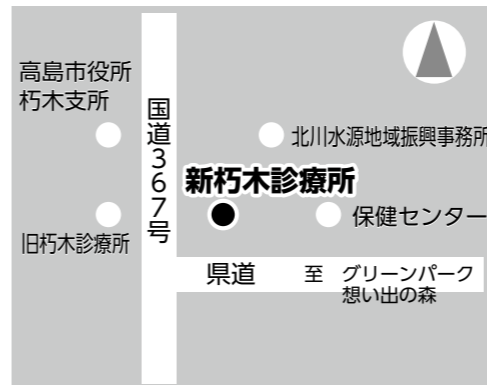 高島市役所
朽木支所
国道367号
北川水源地域振興事務所
新朽木診療所
保健センター
旧朽木診療所
県道　至　グリーンパーク
想い出の森